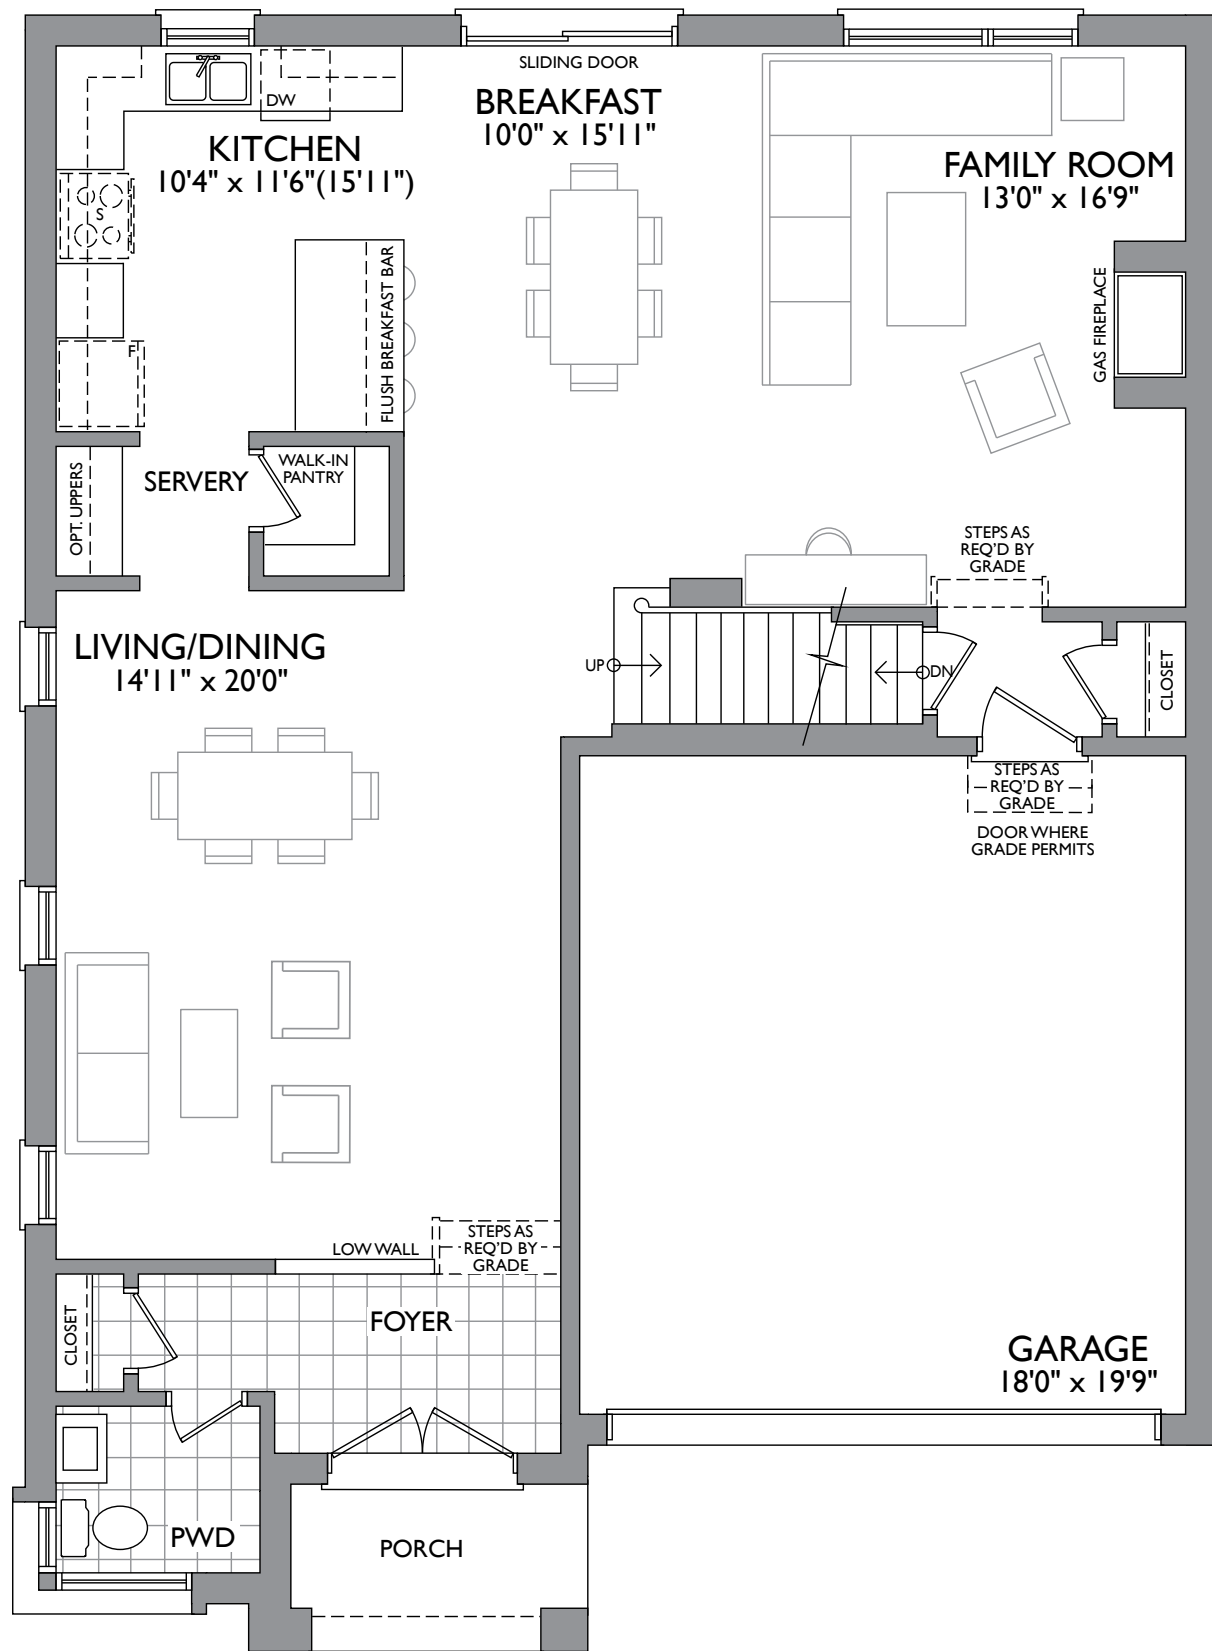 SLIDING DOOR
BREAKFAST
10'0" x 15'11"
DW
KITCHEN
10'4" x 11'6"(15'11")
FAMILY ROOM
13'0" x 16'9"
S
FLUSH BREAKFAST BAR
GAS FIREPLACE
F
OPT. UPPERS
SERVERY
WALK-IN
PANTRY
STEPS AS
REQ'D BY
GRADE
LIVING/DINING
14'11" x 20'0"
UP
DN
CLOSET
STEPS AS
REQ'D BY
GRADE
DOOR WHERE
GRADE PERMITS
LOW WALL
STEPS AS
REQ'D BY
GRADE
CLOSET
FOYER
GARAGE
18'0" x 19'9"
PWD
PORCH